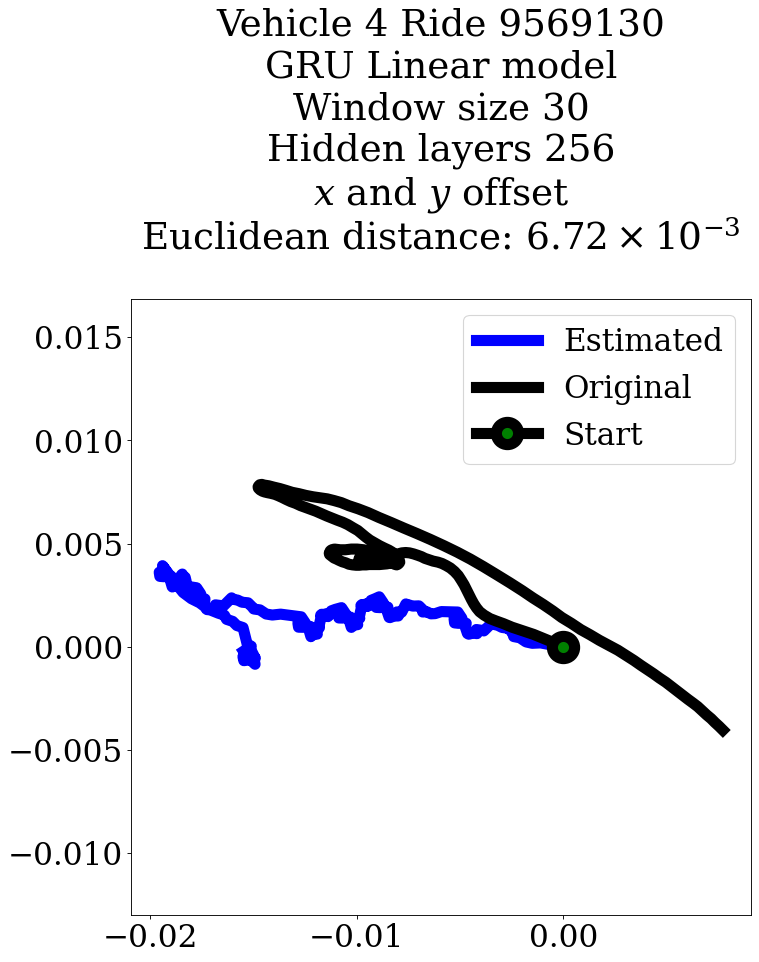 Vehicle 4 Ride 9569130
GRU Linear model
Window size 30
Hidden layers 256
x and y offset
Euclidean distance: 6.72 × 10⁻³
Estimated
Original
Start
0.015
0.010
0.005
0.000
−0.005
−0.010
−0.02
−0.01
0.00